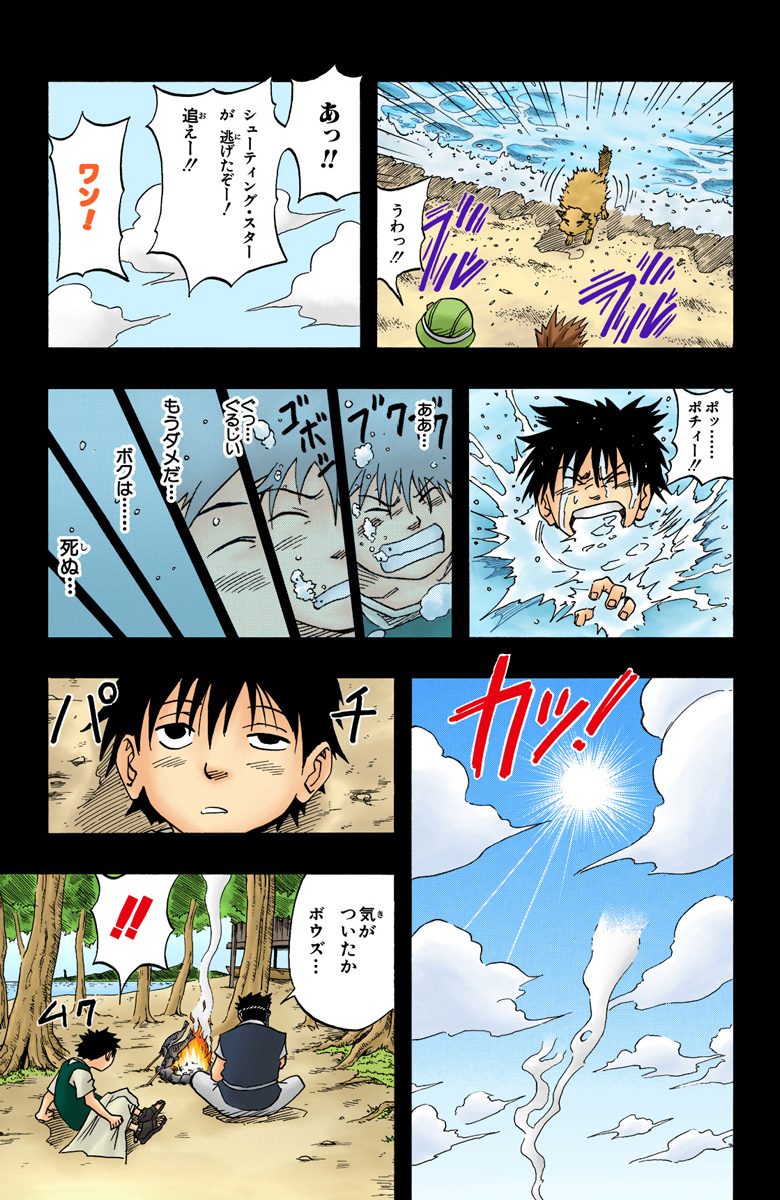 うわっ!!
ブル
ブル
ブルブル
あっ!!
シューティング・スター
が逃げたぞー!
追えー!!
ワン!
ポッ……
ポチィー!!
ああ…
ブク…ブク…
ゴボッ
ぐっ…
ぐるじい
もうダメだ…
ボクは……
死ぬ…
カッ!
パチ
気が
ついたか
ボウズ…
!!
ムク